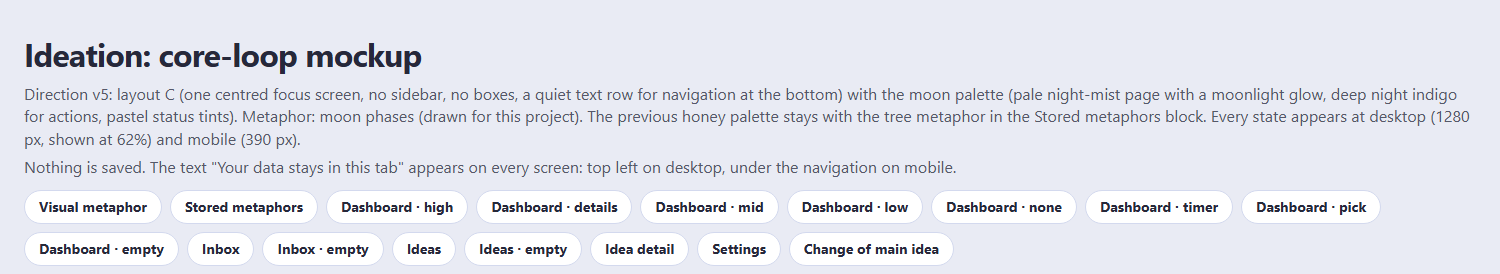 Ideation: core-loop mockup
Direction v5: layout C (one centred focus screen, no sidebar, no boxes, a quiet text row for navigation at the bottom) with the moon palette (pale night-mist page with a moonlight glow, deep night indigo
for actions, pastel status tints). Metaphor: moon phases (drawn for this project). The previous honey palette stays with the tree metaphor in the Stored metaphors block. Every state appears at desktop (1280
px, shown at 62%) and mobile (390 px).
Nothing is saved. The text "Your data stays in this tab" appears on every screen: top left on desktop, under the navigation on mobile.
Visual metaphor Stored metaphors Dashboard · high Dashboard · details Dashboard · mid Dashboard · low Dashboard · none Dashboard · timer Dashboard · pick
Dashboard · empty Inbox Inbox · empty Ideas Ideas · empty Idea detail Settings Change of main idea